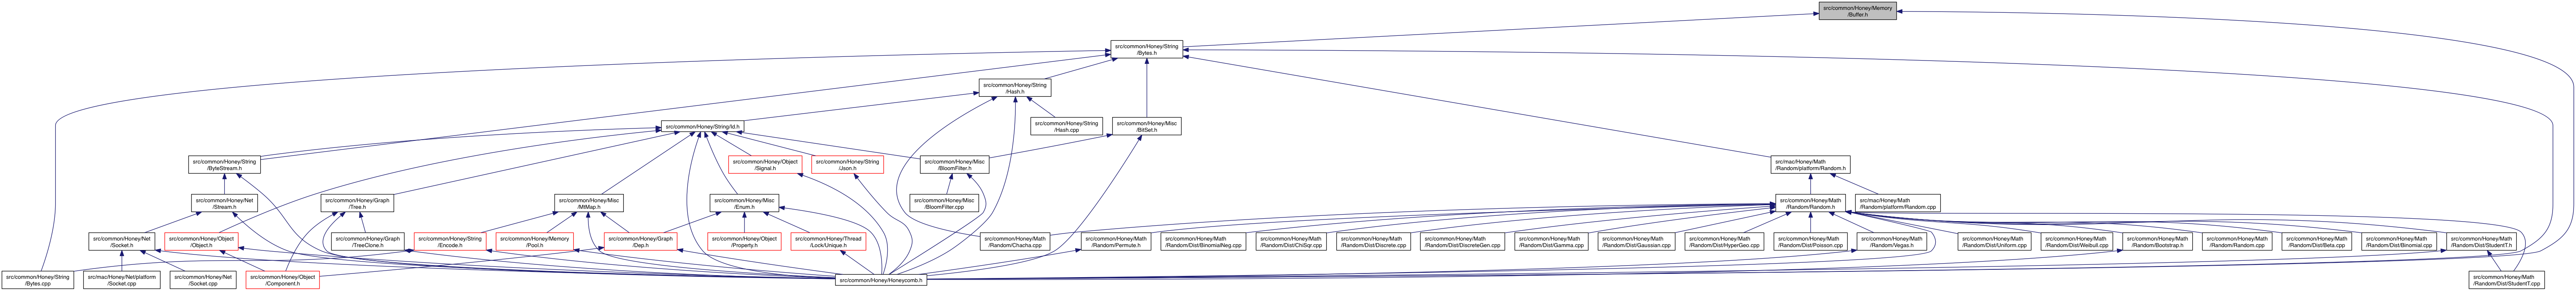 src/common/Honey/Memory
/Buffer.h
src/common/Honey/String
/Bytes.h
src/common/Honey/String
/Hash.h
src/common/Honey/String/Id.h
src/common/Honey/String
/Hash.cpp
src/common/Honey/Misc
/BitSet.h
src/common/Honey/String
/ByteStream.h
src/common/Honey/Object
/Signal.h
src/common/Honey/String
/Json.h
src/common/Honey/Misc
/BloomFilter.h
src/mac/Honey/Math
/Random/platform/Random.h
src/common/Honey/Net
/Stream.h
src/common/Honey/Graph
/Tree.h
src/common/Honey/Misc
/MtMap.h
src/common/Honey/Misc
/Enum.h
src/common/Honey/Misc
/BloomFilter.cpp
src/common/Honey/Math
/Random/Random.h
src/mac/Honey/Math
/Random/platform/Random.cpp
src/common/Honey/Net
/Socket.h
src/common/Honey/Object
/Object.h
src/common/Honey/Graph
/TreeClone.h
src/common/Honey/String
/Encode.h
src/common/Honey/Memory
/Pool.h
src/common/Honey/Graph
/Dep.h
src/common/Honey/Object
/Property.h
src/common/Honey/Thread
/Lock/Unique.h
src/common/Honey/Math
/Random/Chacha.cpp
src/common/Honey/Math
/Random/Permute.h
src/common/Honey/Math
/Random/Dist/BinomialNeg.cpp
src/common/Honey/Math
/Random/Dist/ChiSqr.cpp
src/common/Honey/Math
/Random/Dist/Discrete.cpp
src/common/Honey/Math
/Random/Dist/DiscreteGen.cpp
src/common/Honey/Math
/Random/Dist/Gamma.cpp
src/common/Honey/Math
/Random/Dist/Gaussian.cpp
src/common/Honey/Math
/Random/Dist/HyperGeo.cpp
src/common/Honey/Math
/Random/Dist/Poisson.cpp
src/common/Honey/Math
/Random/Vegas.h
src/common/Honey/Math
/Random/Dist/Uniform.cpp
src/common/Honey/Math
/Random/Dist/Weibull.cpp
src/common/Honey/Math
/Random/Bootstrap.h
src/common/Honey/Math
/Random/Random.cpp
src/common/Honey/Math
/Random/Dist/Beta.cpp
src/common/Honey/Math
/Random/Dist/Binomial.cpp
src/common/Honey/Math
/Random/Dist/StudentT.h
src/common/Honey/String
/Bytes.cpp
src/mac/Honey/Net/platform
/Socket.cpp
src/common/Honey/Net
/Socket.cpp
src/common/Honey/Object
/Component.h
src/common/Honey/Honeycomb.h
src/common/Honey/Math
/Random/Dist/StudentT.cpp